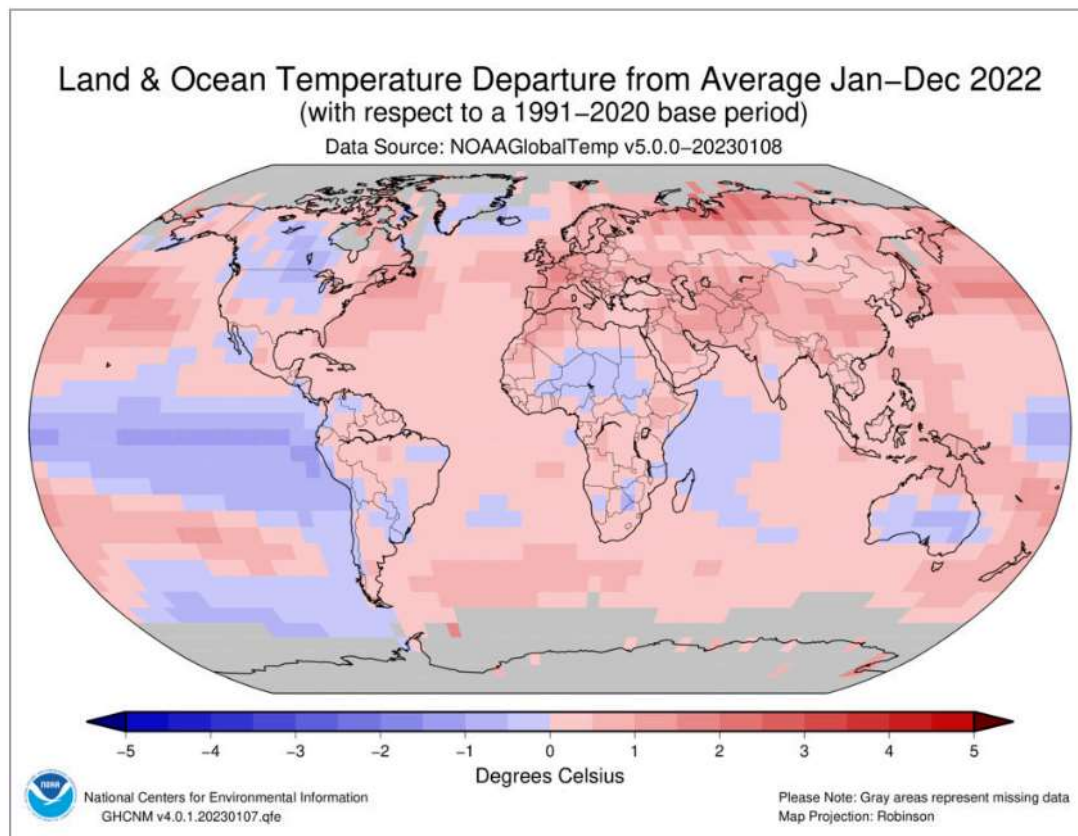 Land & Ocean Temperature Departure from Average Jan–Dec 2022
(with respect to a 1991–2020 base period)
Data Source: NOAAGlobalTemp v5.0.0–20230108
−5 −4 −3 −2 −1 0 1 2 3 4 5
Degrees Celsius
NOAA
National Centers for Environmental Information
GHCNM v4.0.1.20230107.qfe
Please Note: Gray areas represent missing data
Map Projection: Robinson